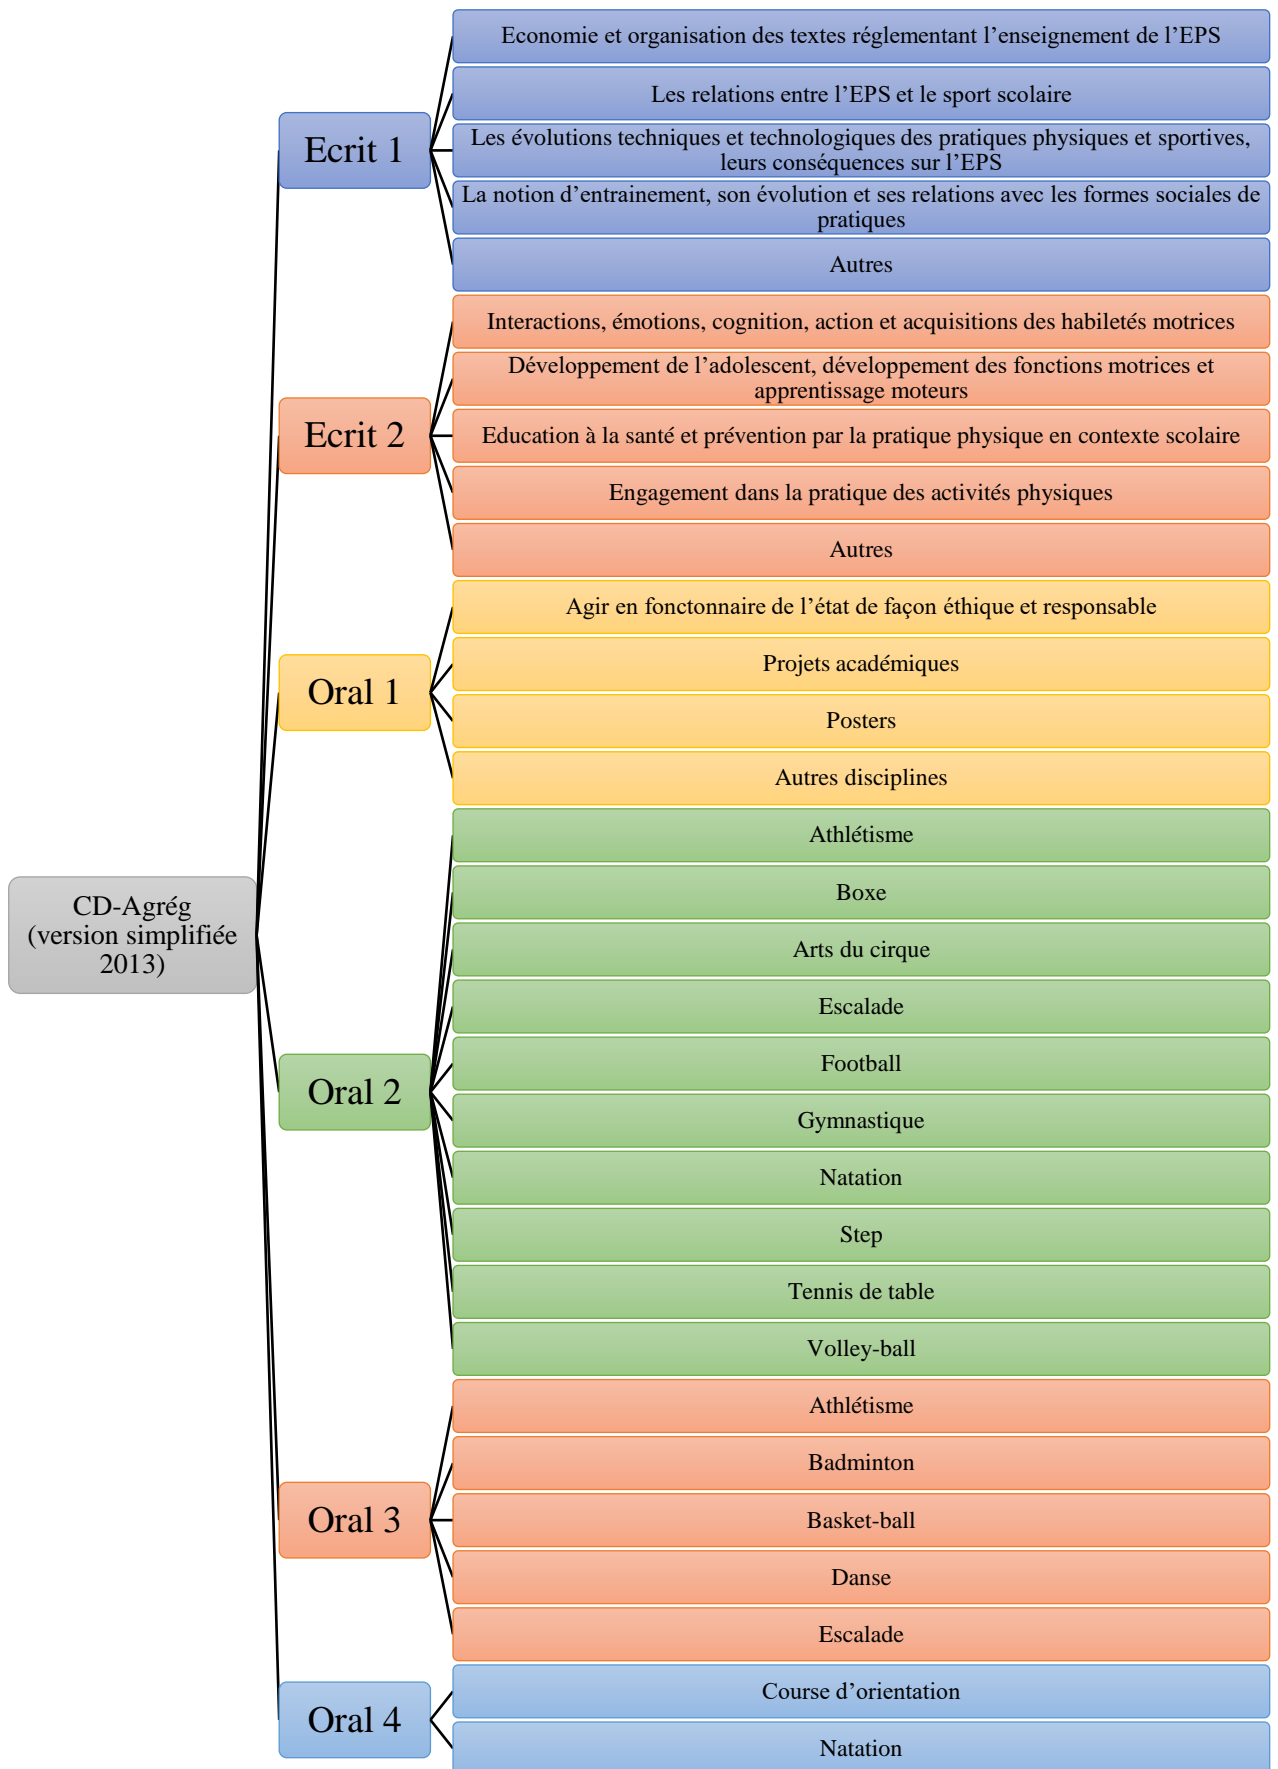 CD-Agrég
(version simplifiée
2013)
Ecrit 1
Economie et organisation des textes réglementant l’enseignement de l’EPS
Les relations entre l’EPS et le sport scolaire
Les évolutions techniques et technologiques des pratiques physiques et sportives,
leurs conséquences sur l’EPS
La notion d’entrainement, son évolution et ses relations avec les formes sociales de
pratiques
Autres
Ecrit 2
Interactions, émotions, cognition, action et acquisitions des habiletés motrices
Développement de l’adolescent, développement des fonctions motrices et
apprentissage moteurs
Education à la santé et prévention par la pratique physique en contexte scolaire
Engagement dans la pratique des activités physiques
Autres
Oral 1
Agir en fonctonnaire de l’état de façon éthique et responsable
Projets académiques
Posters
Autres disciplines
Oral 2
Athlétisme
Boxe
Arts du cirque
Escalade
Football
Gymnastique
Natation
Step
Tennis de table
Volley-ball
Oral 3
Athlétisme
Badminton
Basket-ball
Danse
Escalade
Oral 4
Course d’orientation
Natation